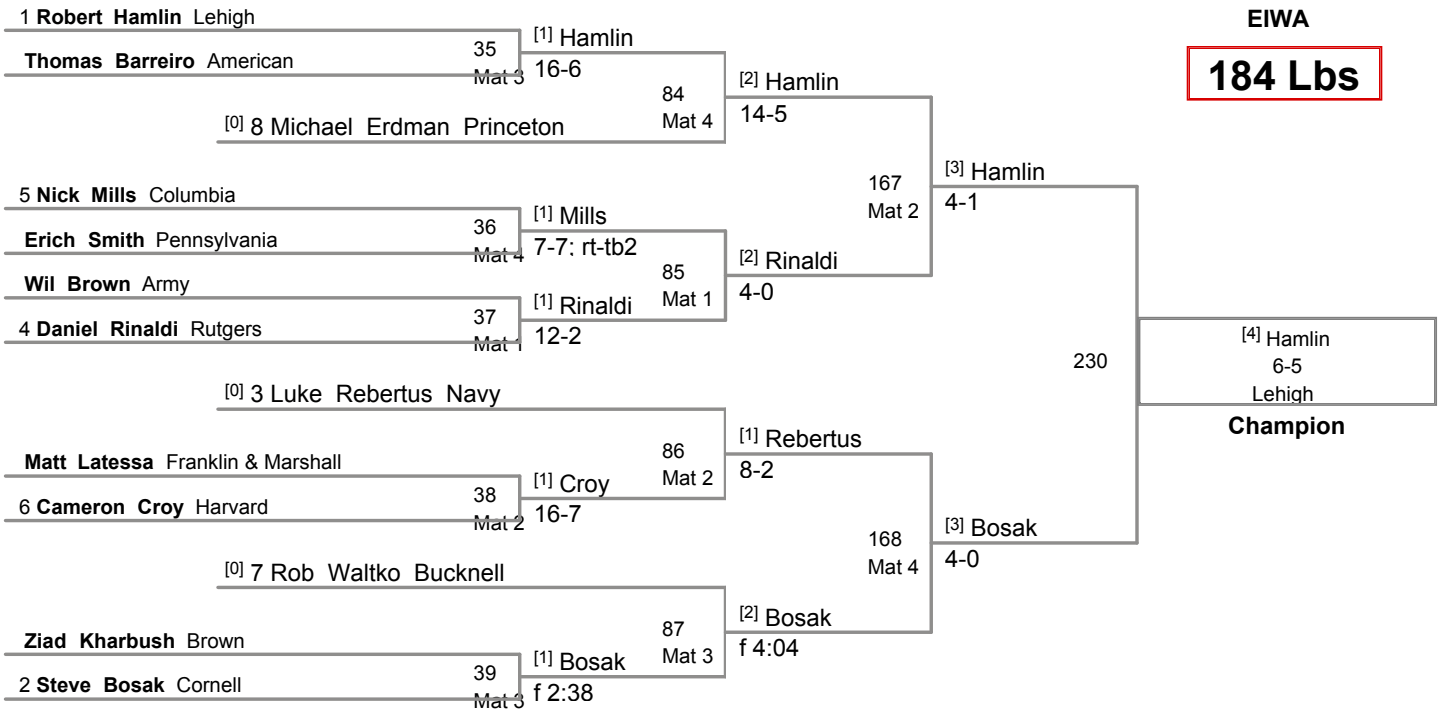 1 Robert Hamlin Lehigh
EIWA
35
[1] Hamlin
Thomas Barreiro American
Mat 3
16-6
184 Lbs
84
[2] Hamlin
[0] 8 Michael Erdman Princeton
Mat 4
14-5
167
[3] Hamlin
5 Nick Mills Columbia
Mat 2
4-1
36
[1] Mills
Erich Smith Pennsylvania
Mat 4
7-7; rt-tb2
85
[2] Rinaldi
Wil Brown Army
Mat 1
4-0
37
[1] Rinaldi
4 Daniel Rinaldi Rutgers
Mat 1
12-2
230
[4] Hamlin
6-5
Lehigh
Champion
[0] 3 Luke Rebertus Navy
86
[1] Rebertus
Matt Latessa Franklin & Marshall
Mat 2
8-2
38
[1] Croy
6 Cameron Croy Harvard
Mat 2
16-7
168
[3] Bosak
Mat 4
4-0
[0] 7 Rob Waltko Bucknell
87
[2] Bosak
Ziad Kharbush Brown
Mat 3
f 4:04
39
[1] Bosak
2 Steve Bosak Cornell
Mat 3
f 2:38